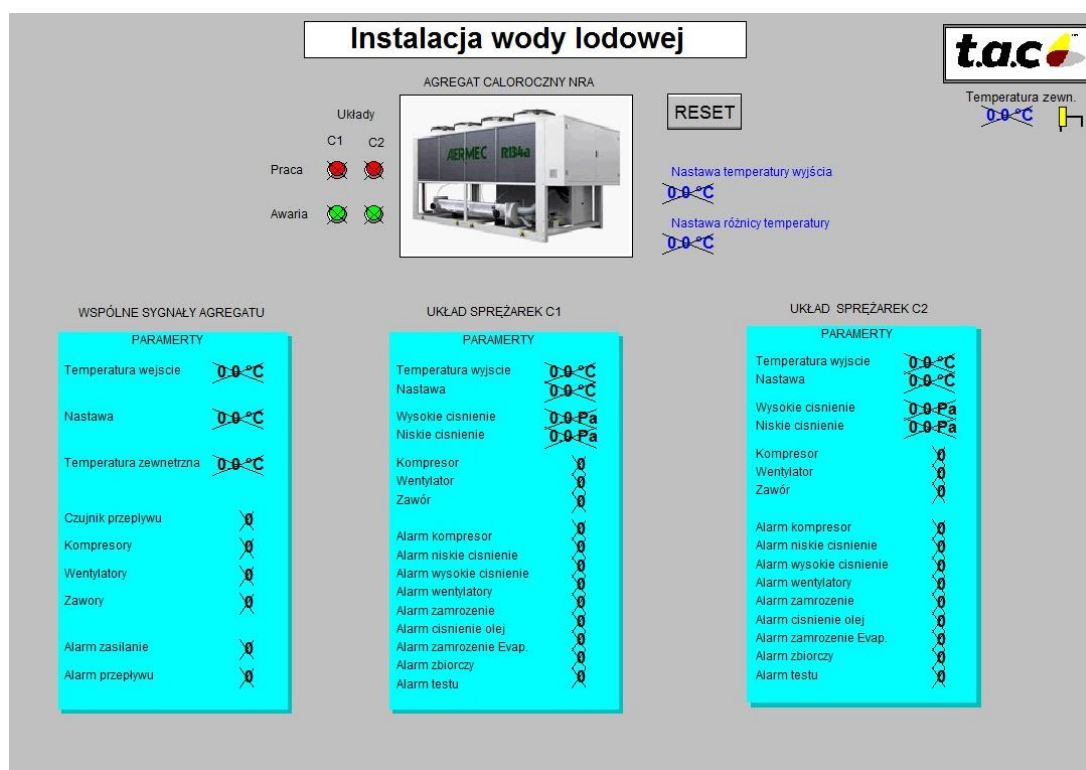 Instalacja wody lodowej
t.a.c
AGREGAT CALOROCZNY NRA
RESET
Temperatura zewn.
0.0 °C
Układy
C1 C2
AERMEC R134a
Praca
Awaria
Nastawa temperatury wyjścia
0.0 °C
Nastawa różnicy temperatury
0.0 °C
WSPÓLNE SYGNAŁY AGREGATU
PARAMERTY
Temperatura wejscie 0.0 °C
Nastawa 0.0 °C
Temperatura zewnetrzna 0.0 °C
Czujnik przeplywu 0
Kompresory 0
Wentylatory 0
Zawory 0
Alarm zasilanie 0
Alarm przepływu 0
UKŁAD SPRĘŻAREK C1
PARAMERTY
Temperatura wyjscie 0.0 °C
Nastawa 0.0 °C
Wysokie cisnienie 0.0 Pa
Niskie cisnienie 0.0 Pa
Kompresor 0
Wentylator 0
Zawór 0
Alarm kompresor 0
Alarm niskie cisnienie 0
Alarm wysokie cisnienie 0
Alarm wentylatory 0
Alarm zamrozenie 0
Alarm cisnienie olej 0
Alarm zamrozenie Evap. 0
Alarm zbiorczy 0
Alarm testu 0
UKŁAD SPRĘŻAREK C2
PARAMERTY
Temperatura wyjscie 0.0 °C
Nastawa 0.0 °C
Wysokie cisnienie 0.0 Pa
Niskie cisnienie 0.0 Pa
Kompresor 0
Wentylator 0
Zawór 0
Alarm kompresor 0
Alarm niskie cisnienie 0
Alarm wysokie cisnienie 0
Alarm wentylatory 0
Alarm zamrozenie 0
Alarm cisnienie olej 0
Alarm zamrozenie Evap. 0
Alarm zbiorczy 0
Alarm testu 0